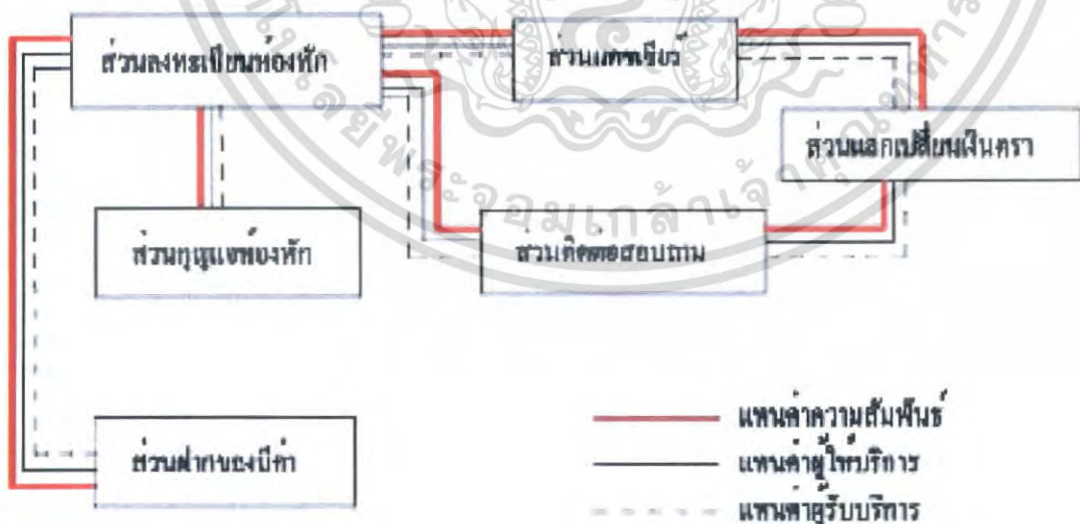 ส่วนลงทะเบียนห้องพัก
ส่วนแคชเชียร์
ส่วนแลกเปลี่ยนเงินตรา
ส่วนกุญแจห้องพัก
ส่วนติดต่อสอบถาม
ส่วนฝากของมีค่า
แทนค่าความสัมพันธ์
แทนค่าผู้ให้บริการ
แทนค่าผู้รับบริการ